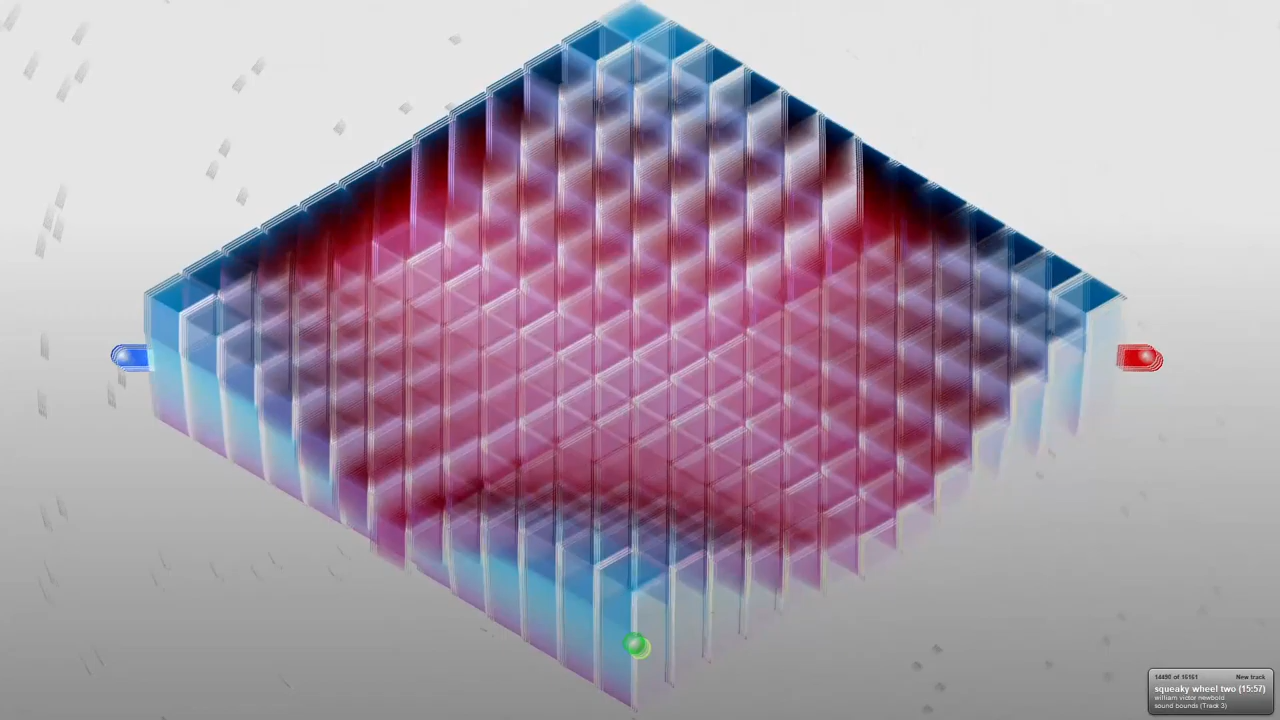 14490 of 16161 New track
squeaky wheel two (15:57)
william victor newbold
sound bounds (Track 3)